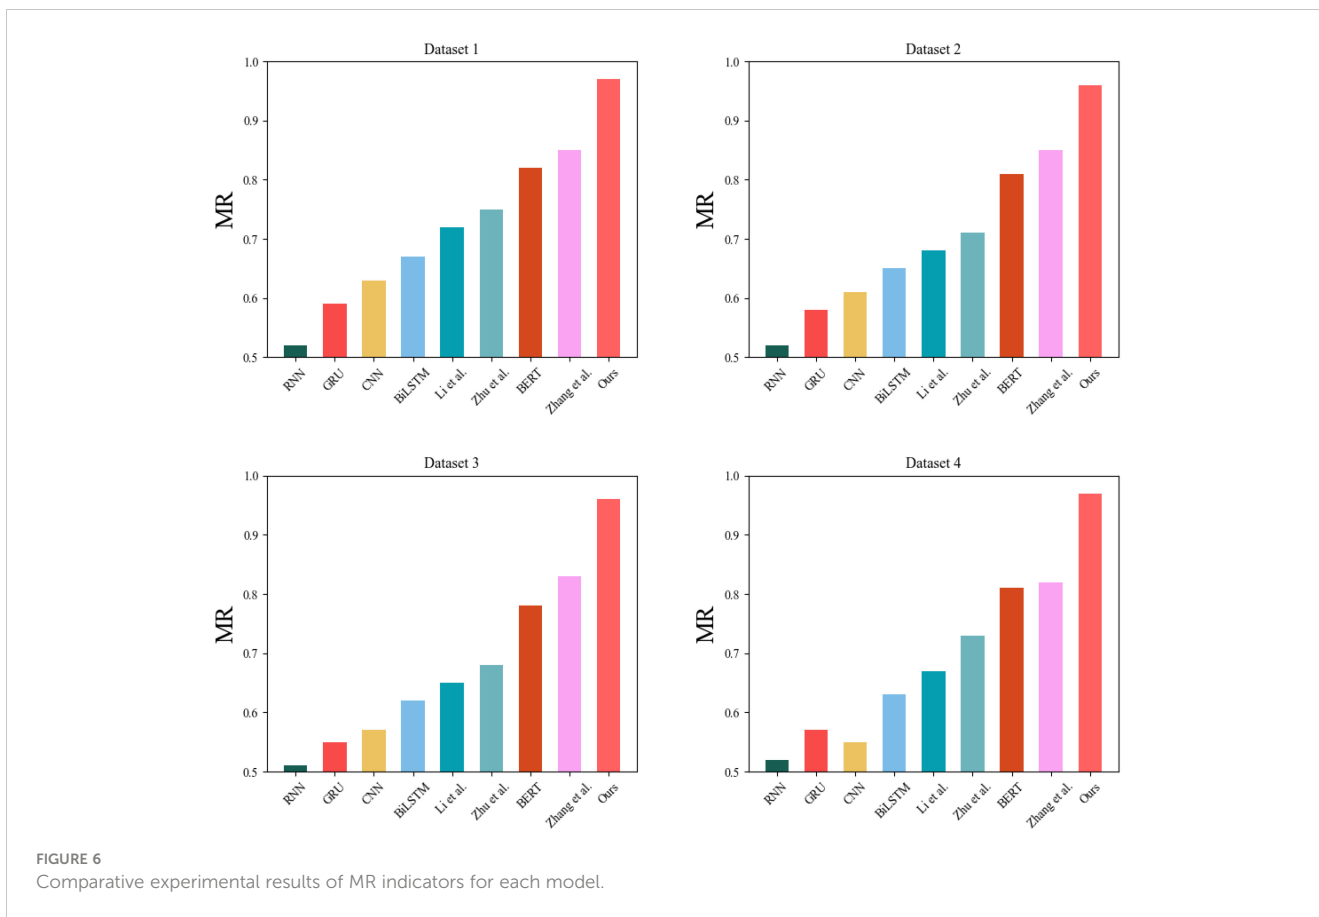 Dataset 1
1.0
0.9
0.8
0.7
0.6
0.5
MR
RNN
GRU
CNN
BiLSTM
Li et al.
Zhu et al.
BERT
Zhang et al.
Ours
Dataset 2
1.0
0.9
0.8
0.7
0.6
0.5
MR
RNN
GRU
CNN
BiLSTM
Li et al.
Zhu et al.
BERT
Zhang et al.
Ours
Dataset 3
1.0
0.9
0.8
0.7
0.6
0.5
MR
RNN
GRU
CNN
BiLSTM
Li et al.
Zhu et al.
BERT
Zhang et al.
Ours
Dataset 4
1.0
0.9
0.8
0.7
0.6
0.5
MR
RNN
GRU
CNN
BiLSTM
Li et al.
Zhu et al.
BERT
Zhang et al.
Ours
FIGURE 6
Comparative experimental results of MR indicators for each model.